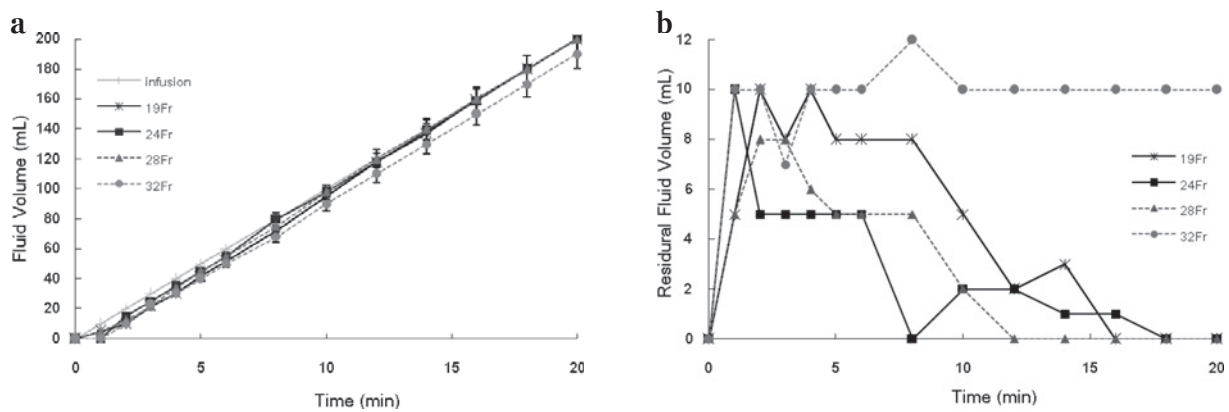 a
200
180
160
140
120
100
80
60
40
20
0
Fluid Volume (mL)
Infusion
19Fr
24Fr
28Fr
32Fr
0
5
10
15
20
Time (min)
b
12
10
8
6
4
2
0
Residural Fluid Volume (mL)
19Fr
24Fr
28Fr
32Fr
0
5
10
15
20
Time (min)